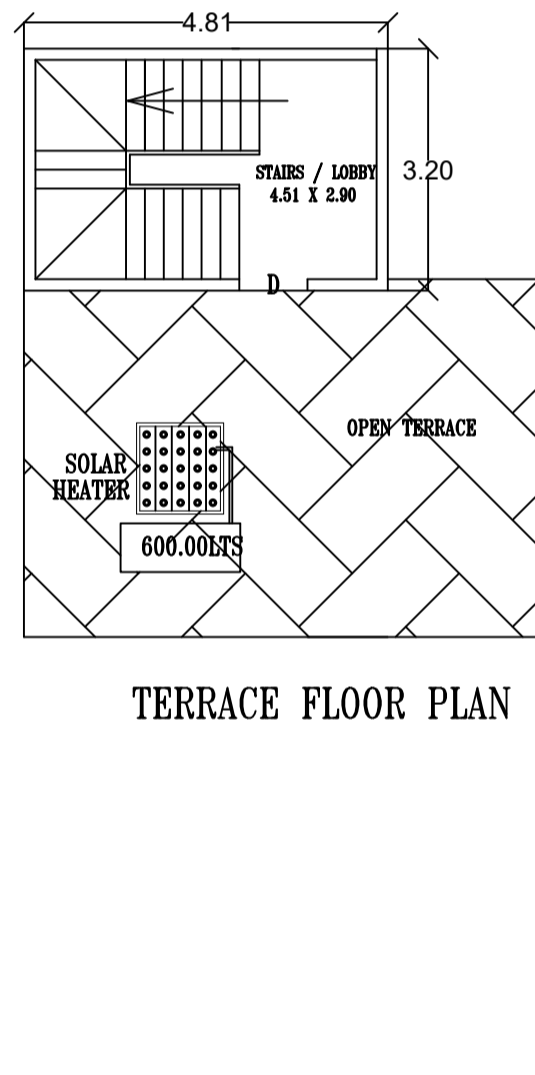 4.81
STAIRS / LOBBY
4.51 X 2.90
3.20
D
OPEN TERRACE
SOLAR
HEATER
600.00LTS
TERRACE FLOOR PLAN